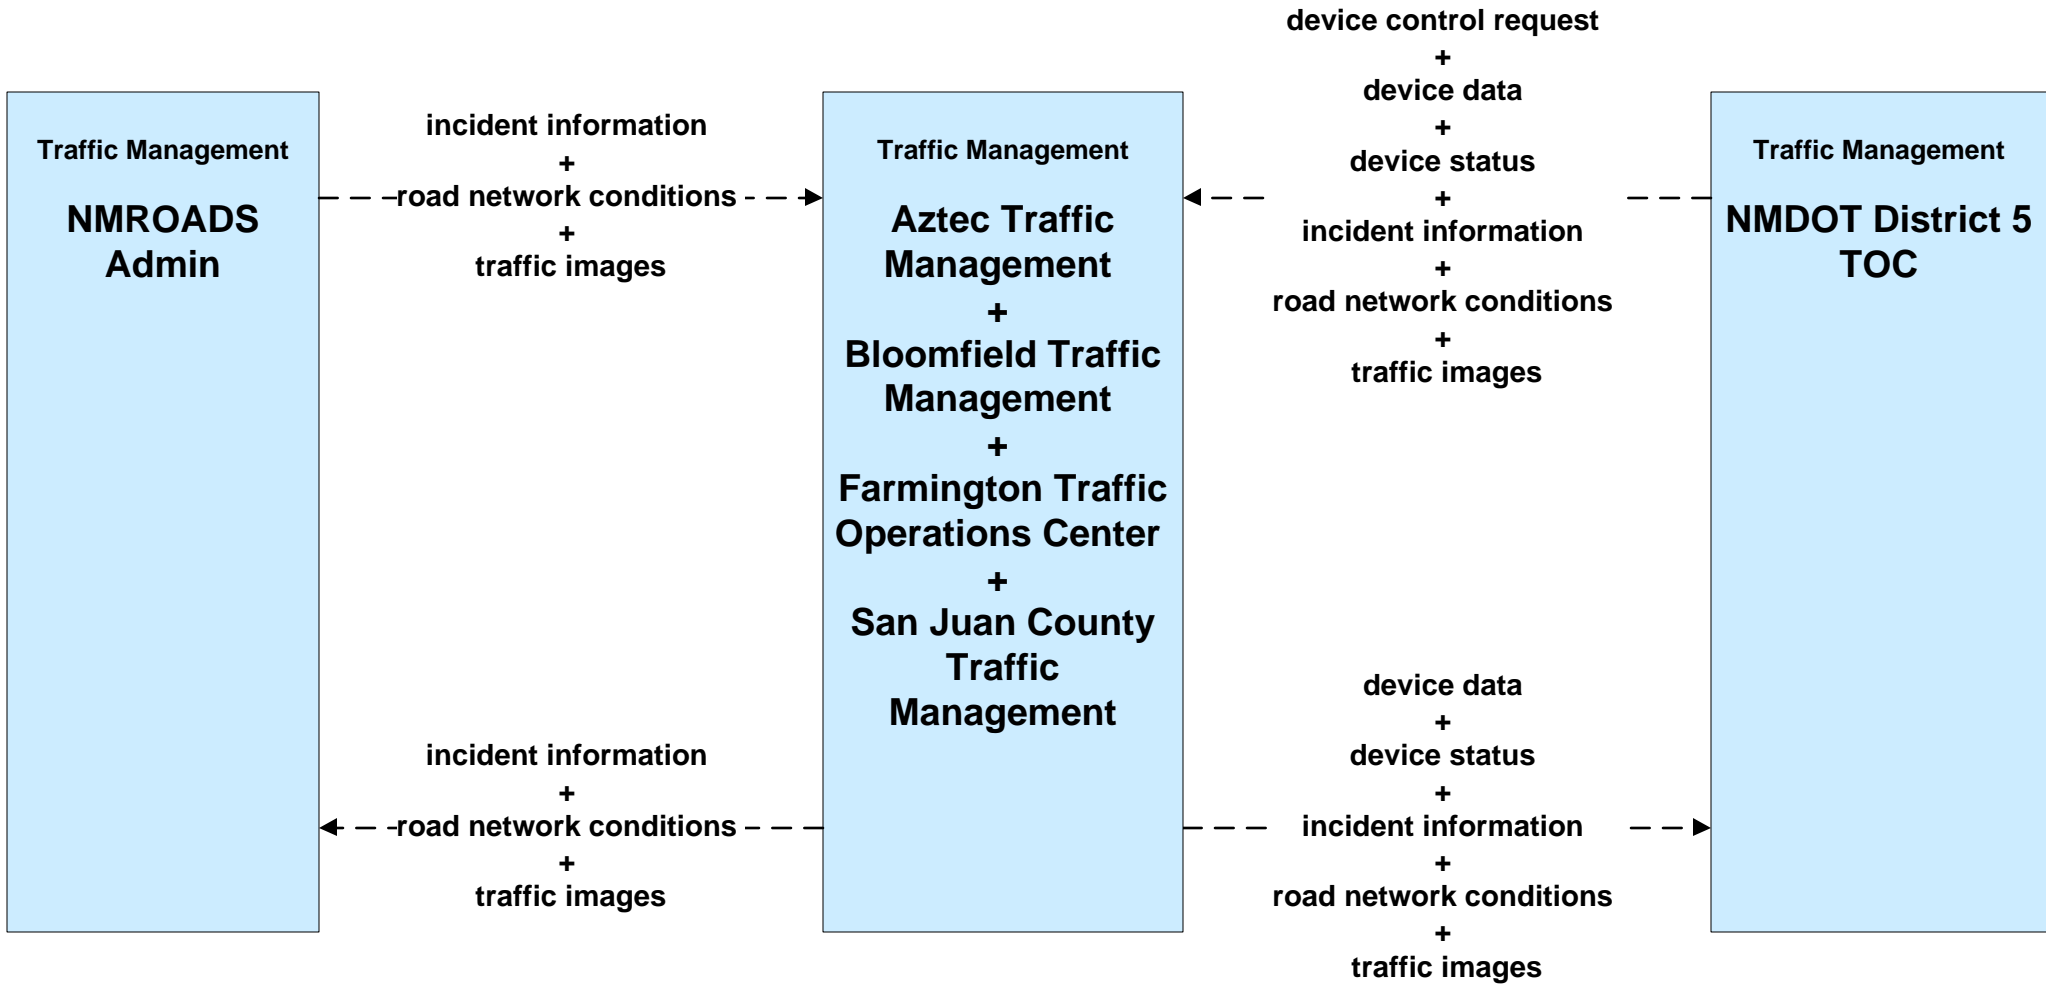 Traffic Management
NMROADS
Admin
incident information
+
road network conditions
+
traffic images
incident information
+
road network conditions
+
traffic images
Traffic Management
Aztec Traffic
Management
+
Bloomfield Traffic
Management
+
Farmington Traffic
Operations Center
+
San Juan County
Traffic
Management
device control request
+
device data
+
device status
+
incident information
+
road network conditions
+
traffic images
device data
+
device status
+
incident information
+
road network conditions
+
traffic images
Traffic Management
NMDOT District 5
TOC